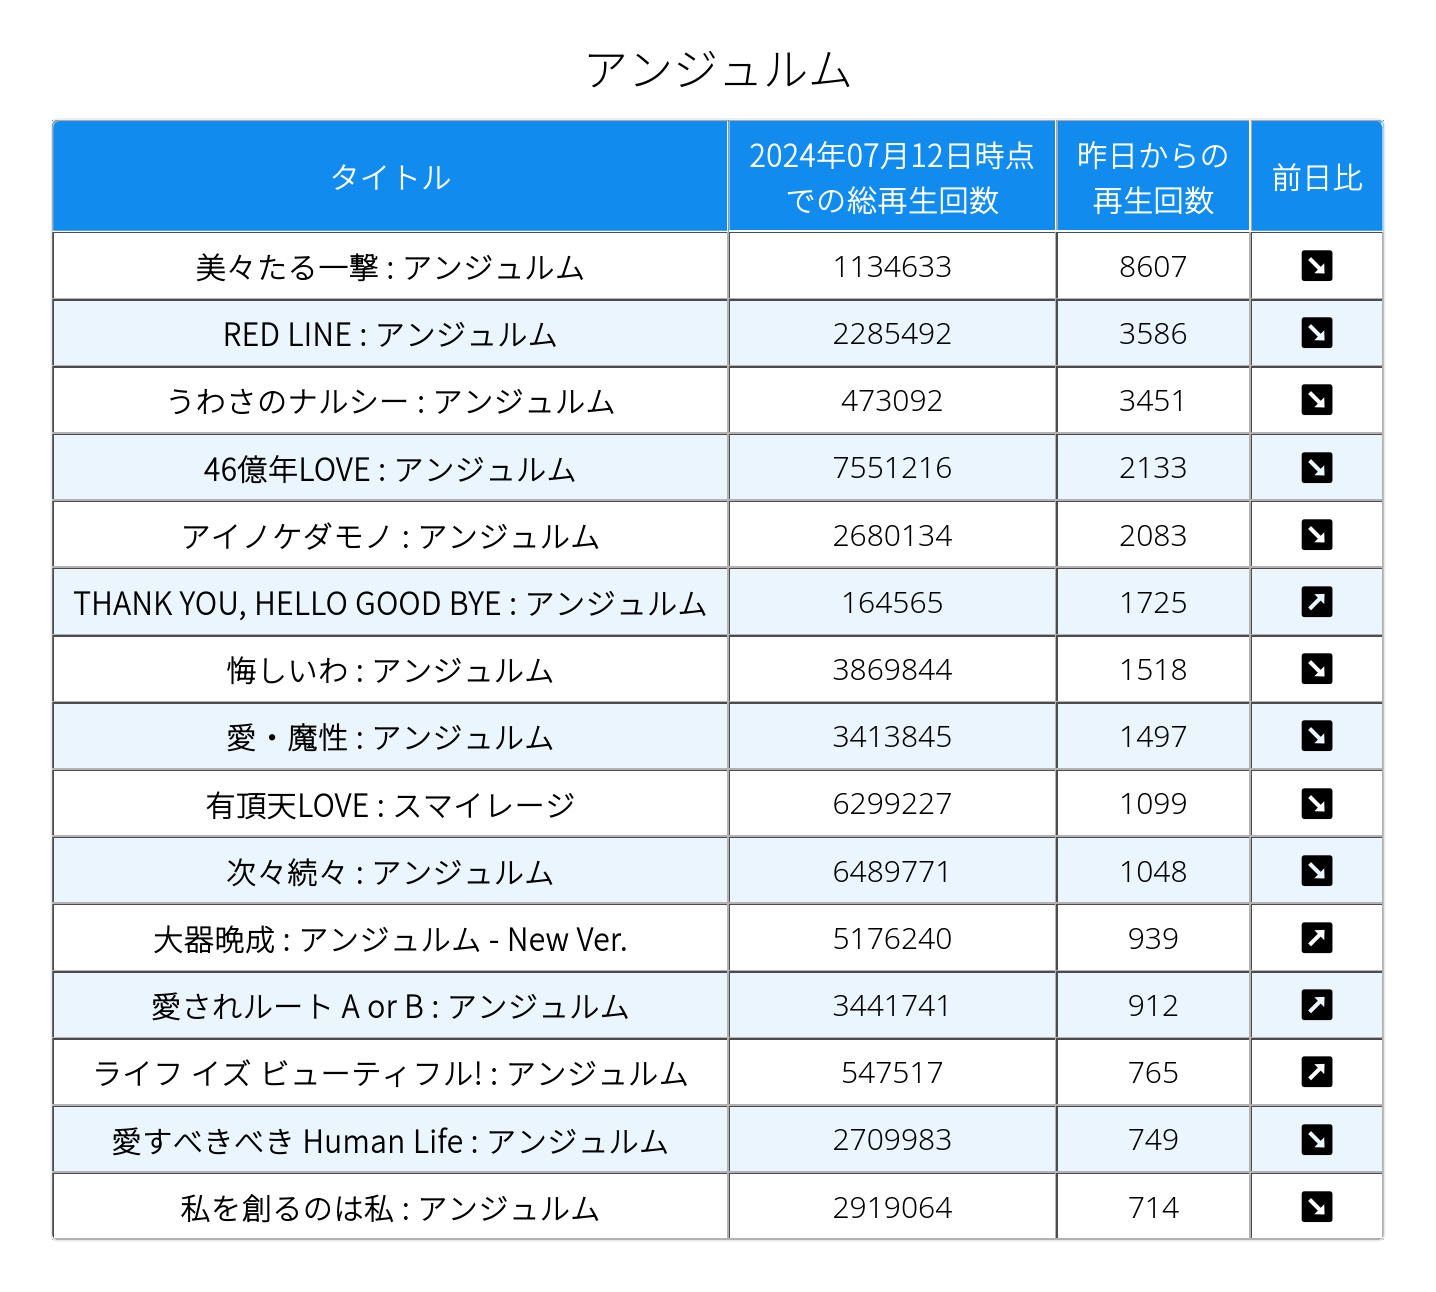 アンジュルム
タイトル 2024年07月12日時点での総再生回数 昨日からの再生回数 前日比
美々たる一撃 : アンジュルム 1134633 8607
RED LINE : アンジュルム 2285492 3586
うわさのナルシー : アンジュルム 473092 3451
46億年LOVE : アンジュルム 7551216 2133
アイノケダモノ : アンジュルム 2680134 2083
THANK YOU, HELLO GOOD BYE : アンジュルム 164565 1725
悔しいわ : アンジュルム 3869844 1518
愛・魔性 : アンジュルム 3413845 1497
有頂天LOVE : スマイレージ 6299227 1099
次々続々 : アンジュルム 6489771 1048
大器晩成 : アンジュルム - New Ver. 5176240 939
愛されルート A or B : アンジュルム 3441741 912
ライフ イズ ビューティフル! : アンジュルム 547517 765
愛すべきべき Human Life : アンジュルム 2709983 749
私を創るのは私 : アンジュルム 2919064 714